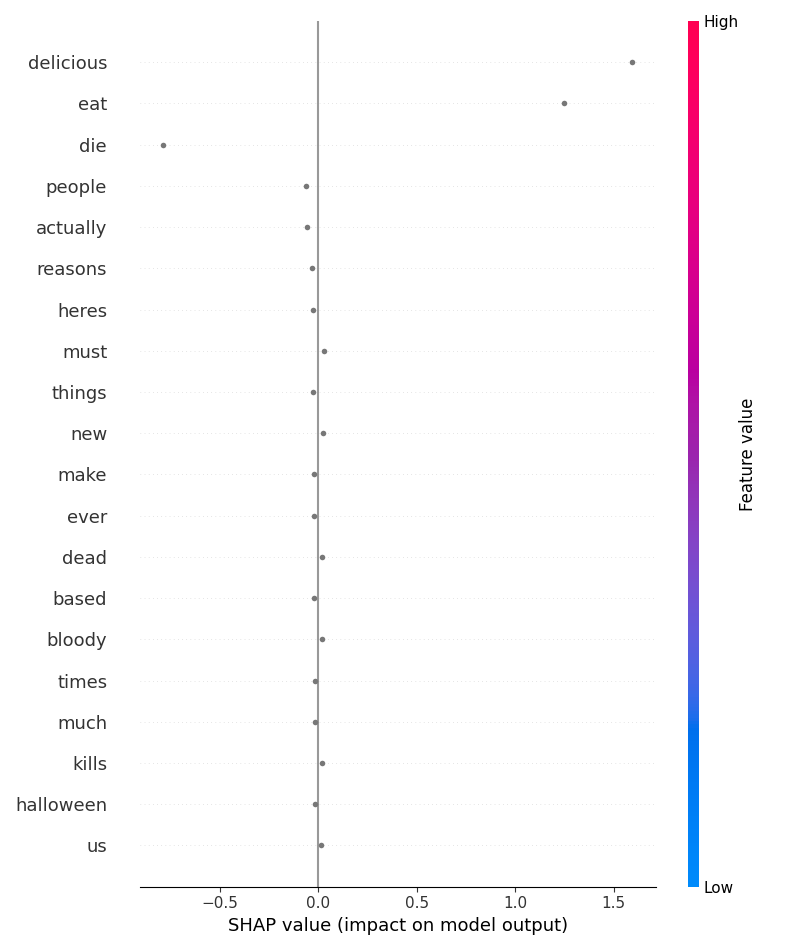 High
delicious
eat
die
people
actually
reasons
heres
must
things
new
make
ever
dead
based
bloody
times
much
kills
halloween
us
Feature value
Low
−0.5 0.0 0.5 1.0 1.5
SHAP value (impact on model output)